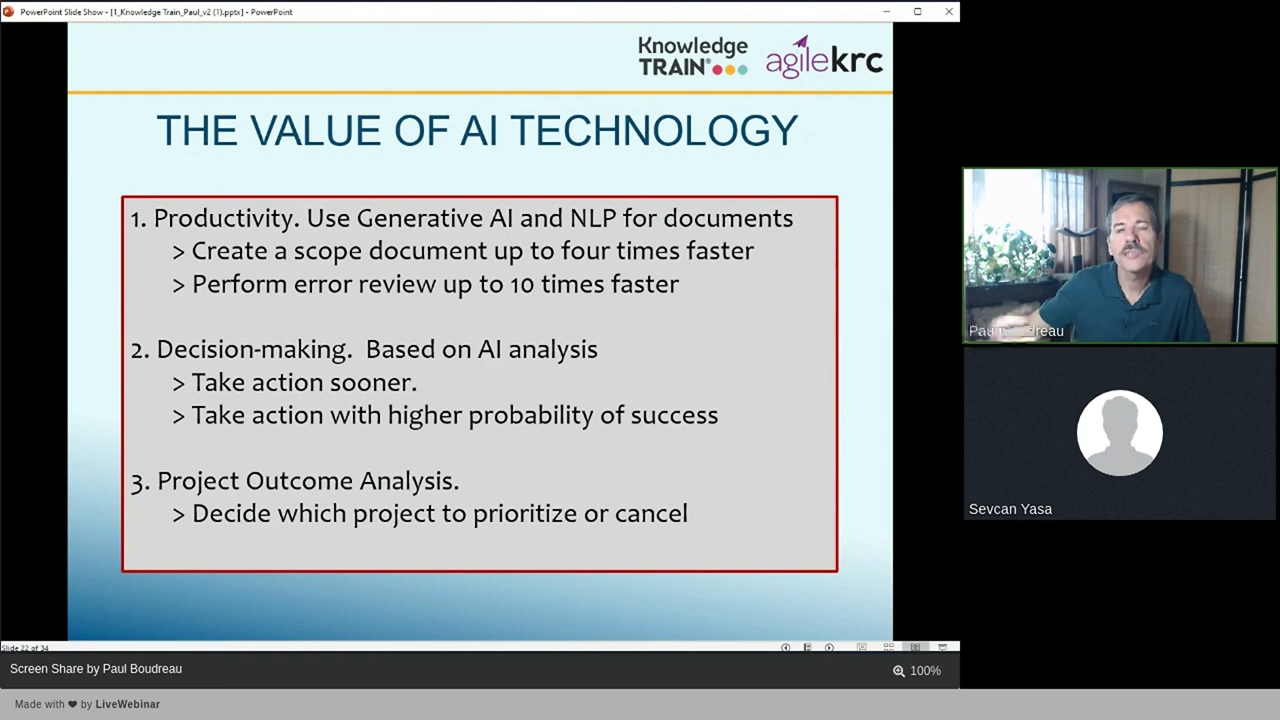 PowerPoint Slide Show - [1_Knowledge Train_Paul_v2 (1).pptx] - PowerPoint
Knowledge
TRAIN®
agilekrc
THE VALUE OF AI TECHNOLOGY
1. Productivity. Use Generative AI and NLP for documents
> Create a scope document up to four times faster
> Perform error review up to 10 times faster
2. Decision-making. Based on AI analysis
> Take action sooner.
> Take action with higher probability of success
3. Project Outcome Analysis.
> Decide which project to prioritize or cancel
Slide 22 of 34
Screen Share by Paul Boudreau
100%
Made with ❤ by LiveWebinar
Sevcan Yasa